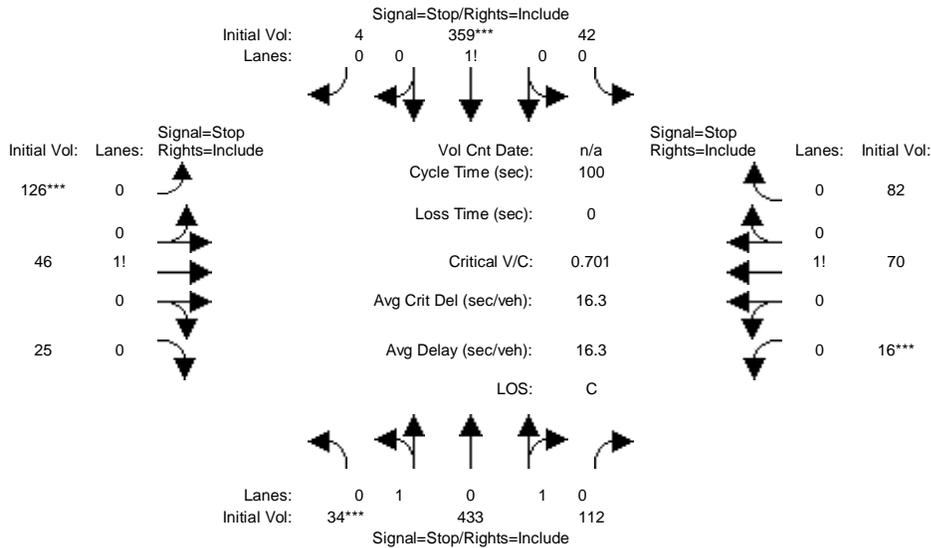 Signal=Stop/Rights=Include
Initial Vol: 4 359*** 42
Lanes: 0 0 1! 0 0
Signal=Stop
Initial Vol: Lanes: Rights=Include
126*** 0
0
46 1! 
0
25 0
Vol Cnt Date: n/a
Cycle Time (sec): 100
Loss Time (sec): 0
Critical V/C: 0.701
Avg Crit Del (sec/veh): 16.3
Avg Delay (sec/veh): 16.3
LOS: C
Signal=Stop
Rights=Include Lanes: Initial Vol:
0 82
0
1! 70
0
0 16***
Lanes: 0 1 0 1 0
Initial Vol: 34*** 433 112
Signal=Stop/Rights=Include